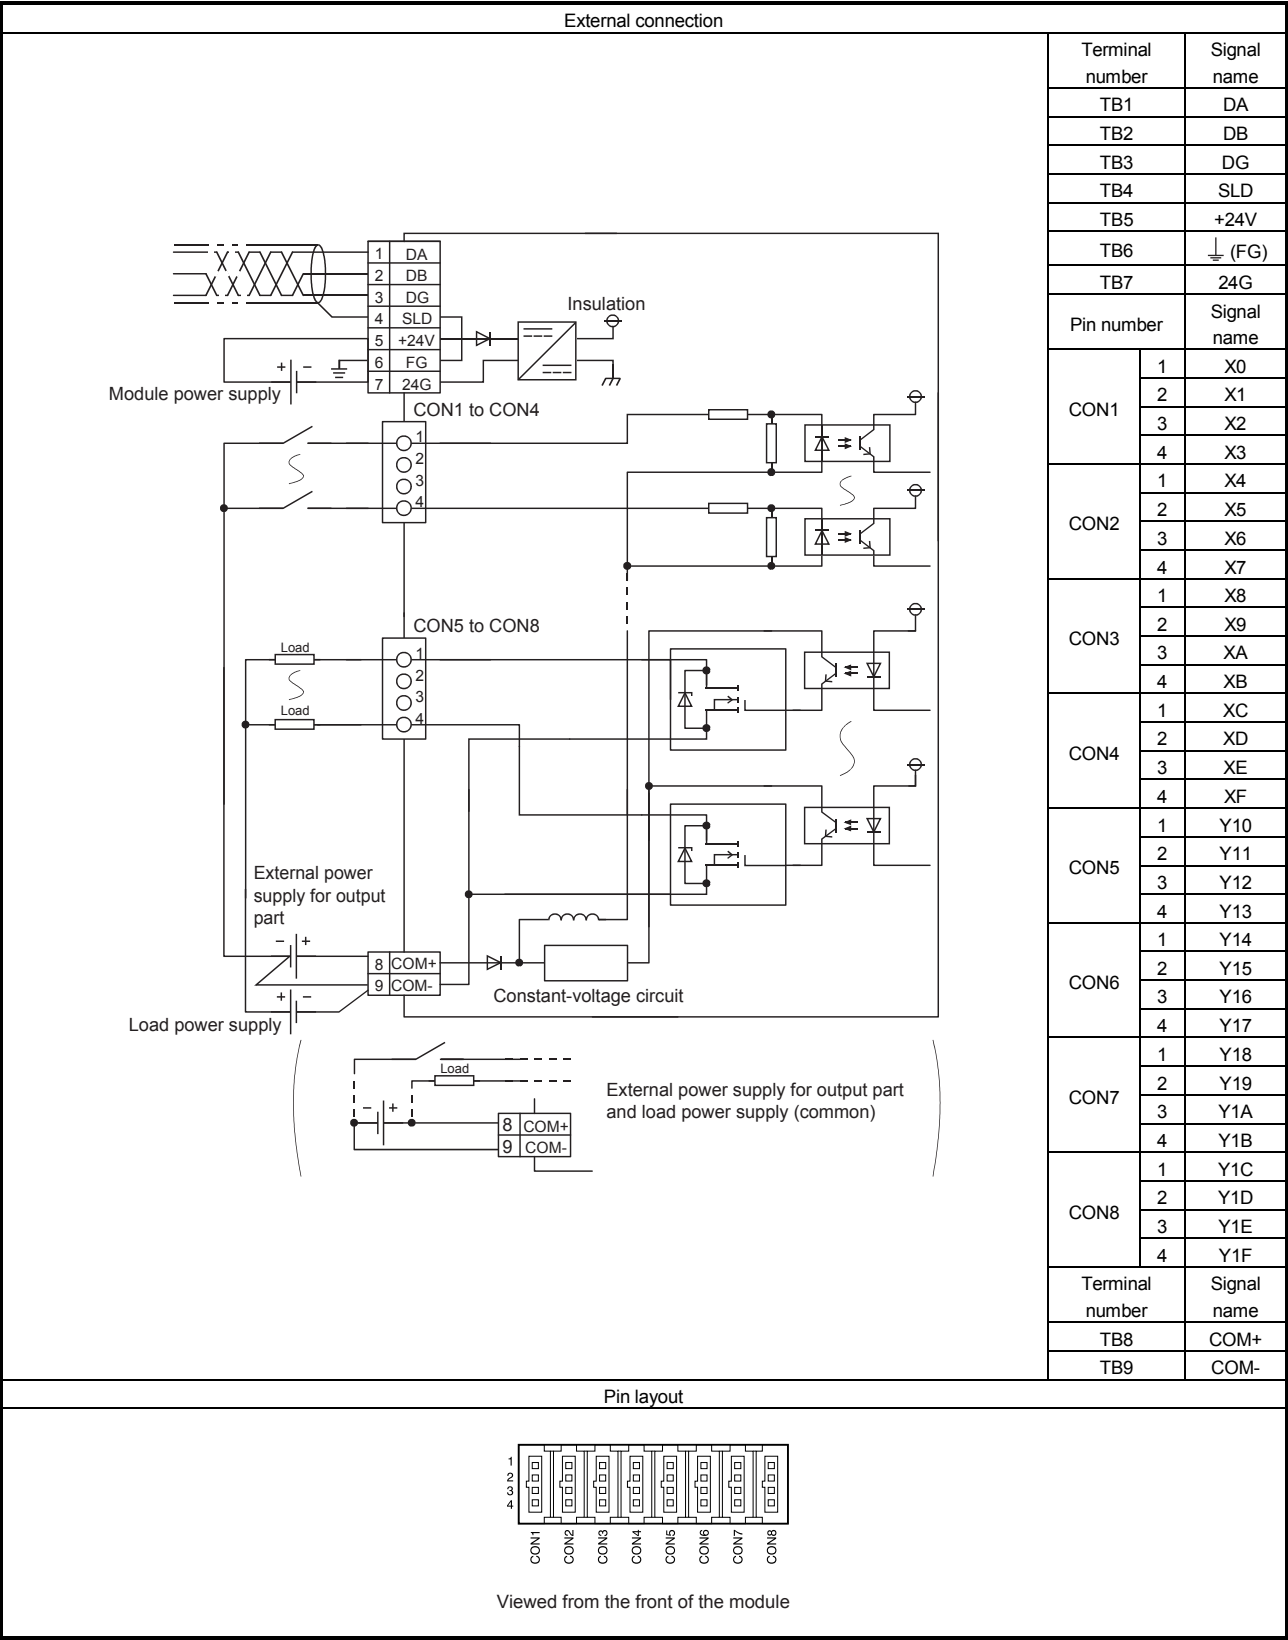 External connection
1 DA
2 DB
3 DG
4 SLD
5 +24V
6 FG
7 24G
Insulation
+ −
Module power supply
CON1 to CON4
1
2
3
4
CON5 to CON8
Load
1
2
3
Load
4
External power
supply for output
part
− +
8 COM+
9 COM-
Constant-voltage circuit
+ −
Load power supply
Load
External power supply for output part
and load power supply (common)
− +
8 COM+
9 COM-
Terminal number Signal name
TB1 DA
TB2 DB
TB3 DG
TB4 SLD
TB5 +24V
TB6 ⏚ (FG)
TB7 24G
Pin number Signal name
CON1 1 X0
2 X1
3 X2
4 X3
CON2 1 X4
2 X5
3 X6
4 X7
CON3 1 X8
2 X9
3 XA
4 XB
CON4 1 XC
2 XD
3 XE
4 XF
CON5 1 Y10
2 Y11
3 Y12
4 Y13
CON6 1 Y14
2 Y15
3 Y16
4 Y17
CON7 1 Y18
2 Y19
3 Y1A
4 Y1B
CON8 1 Y1C
2 Y1D
3 Y1E
4 Y1F
Terminal number Signal name
TB8 COM+
TB9 COM-
Pin layout
1
2
3
4
CON1 CON2 CON3 CON4 CON5 CON6 CON7 CON8
Viewed from the front of the module